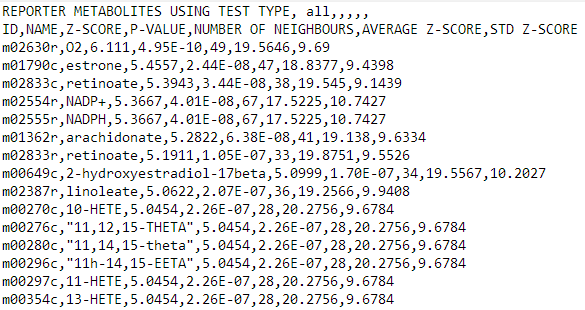 REPORTER METABOLITES USING TEST TYPE, all,,,,,
ID,NAME,Z-SCORE,P-VALUE,NUMBER OF NEIGHBOURS,AVERAGE Z-SCORE,STD Z-SCORE
m02630r,O2,6.111,4.95E-10,49,19.5646,9.69
m01790c,estrone,5.4557,2.44E-08,47,18.8377,9.4398
m02833c,retinoate,5.3943,3.44E-08,38,19.545,9.1439
m02554r,NADP+,5.3667,4.01E-08,67,17.5225,10.7427
m02555r,NADPH,5.3667,4.01E-08,67,17.5225,10.7427
m01362r,arachidonate,5.2822,6.38E-08,41,19.138,9.6334
m02833r,retinoate,5.1911,1.05E-07,33,19.8751,9.5526
m00649c,2-hydroxyestradiol-17beta,5.0999,1.70E-07,34,19.5567,10.2027
m02387r,linoleate,5.0622,2.07E-07,36,19.2566,9.9408
m00270c,10-HETE,5.0454,2.26E-07,28,20.2756,9.6784
m00276c,"11,12,15-THETA",5.0454,2.26E-07,28,20.2756,9.6784
m00280c,"11,14,15-theta",5.0454,2.26E-07,28,20.2756,9.6784
m00296c,"11h-14,15-EETA",5.0454,2.26E-07,28,20.2756,9.6784
m00297c,11-HETE,5.0454,2.26E-07,28,20.2756,9.6784
m00354c,13-HETE,5.0454,2.26E-07,28,20.2756,9.6784